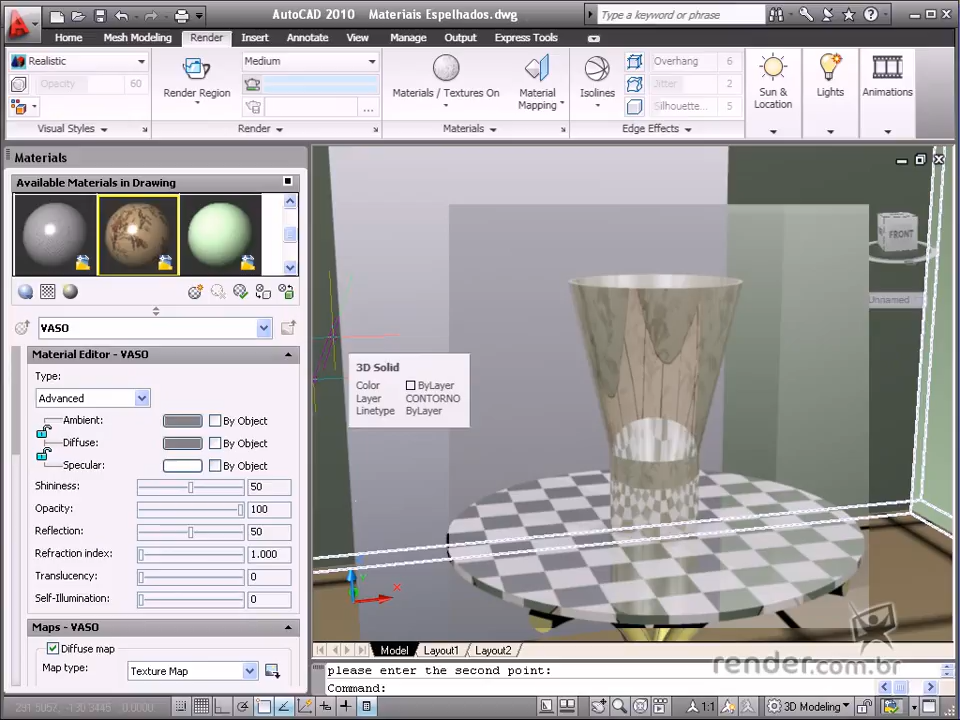 AutoCAD 2010 Materiais Espelhados.dwg
Type a keyword or phrase
Home Mesh Modeling Render Insert Annotate View Manage Output Express Tools
Realistic
Opacity 60
Visual Styles
Render Region
Medium
...
Render
Materials / Textures On
Material Mapping
Materials
Isolines
Overhang 6
Jitter 2
Silhouette... 5
Edge Effects
Sun & Location
Lights
Animations
Materials
Available Materials in Drawing
VASO
Material Editor - VASO
Type:
Advanced
Ambient: By Object
Diffuse: By Object
Specular: By Object
Shininess: 50
Opacity: 100
Reflection: 50
Refraction index: 1.000
Translucency: 0
Self-Illumination: 0
Maps - VASO
Diffuse map
Map type: Texture Map
3D Solid
Color ByLayer
Layer CONTORNO
Linetype ByLayer
FRONT
Unnamed
X
Model Layout1 Layout2
render.com.br
please enter the second point:
Command:
1:1 3D Modeling